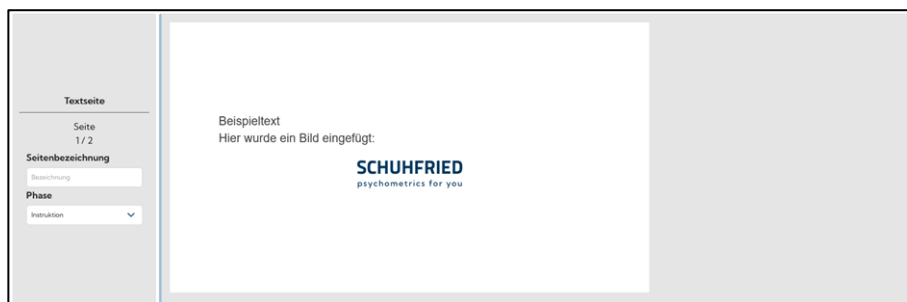 Textseite
Seite
1 / 2
Seitenbezeichnung
Bezeichnung
Phase
Instruktion
Beispieltext
Hier wurde ein Bild eingefügt:
SCHUHFRIED
psychometrics for you